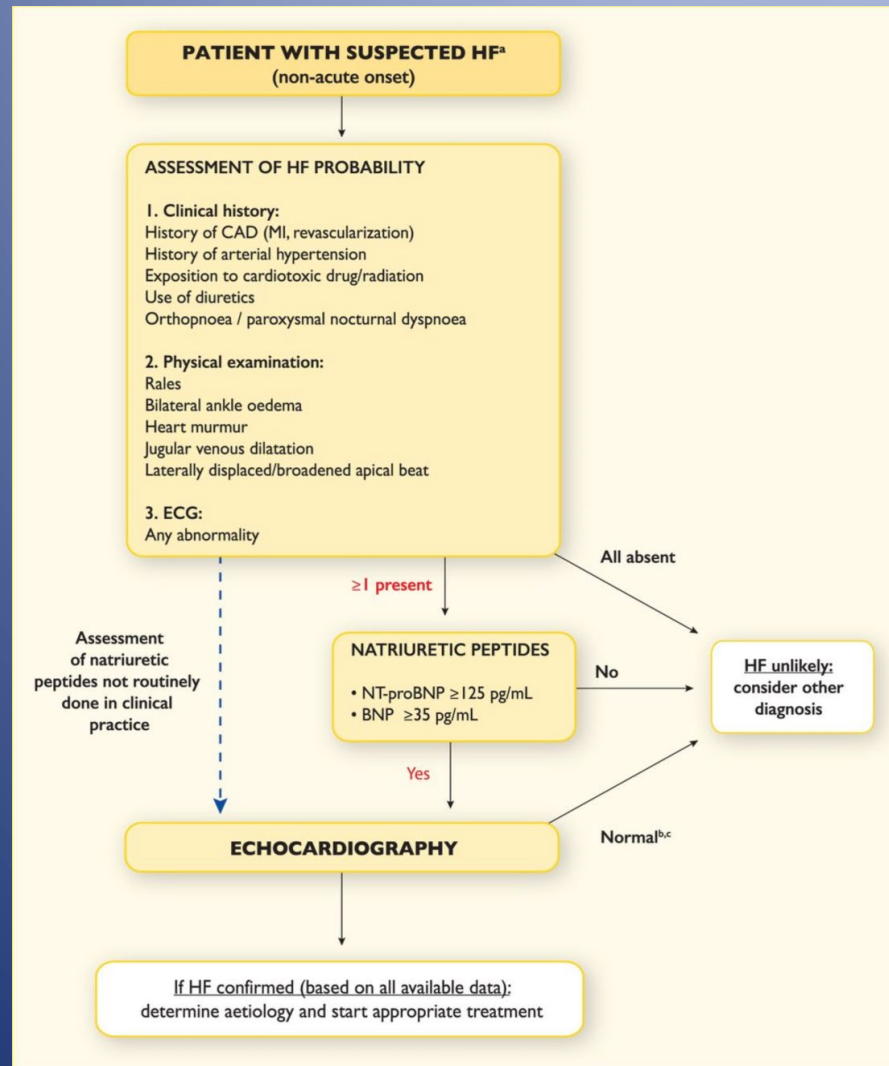 PATIENT WITH SUSPECTED HFᵃ
(non-acute onset)
ASSESSMENT OF HF PROBABILITY
1. Clinical history:
History of CAD (MI, revascularization)
History of arterial hypertension
Exposition to cardiotoxic drug/radiation
Use of diuretics
Orthopnoea / paroxysmal nocturnal dyspnoea
2. Physical examination:
Rales
Bilateral ankle oedema
Heart murmur
Jugular venous dilatation
Laterally displaced/broadened apical beat
3. ECG:
Any abnormality
≥1 present
All absent
Assessment
of natriuretic
peptides not routinely
done in clinical
practice
NATRIURETIC PEPTIDES
• NT-proBNP ≥125 pg/mL
• BNP ≥35 pg/mL
No
HF unlikely:
consider other
diagnosis
Yes
Normalᵇ,ᶜ
ECHOCARDIOGRAPHY
If HF confirmed (based on all available data):
determine aetiology and start appropriate treatment